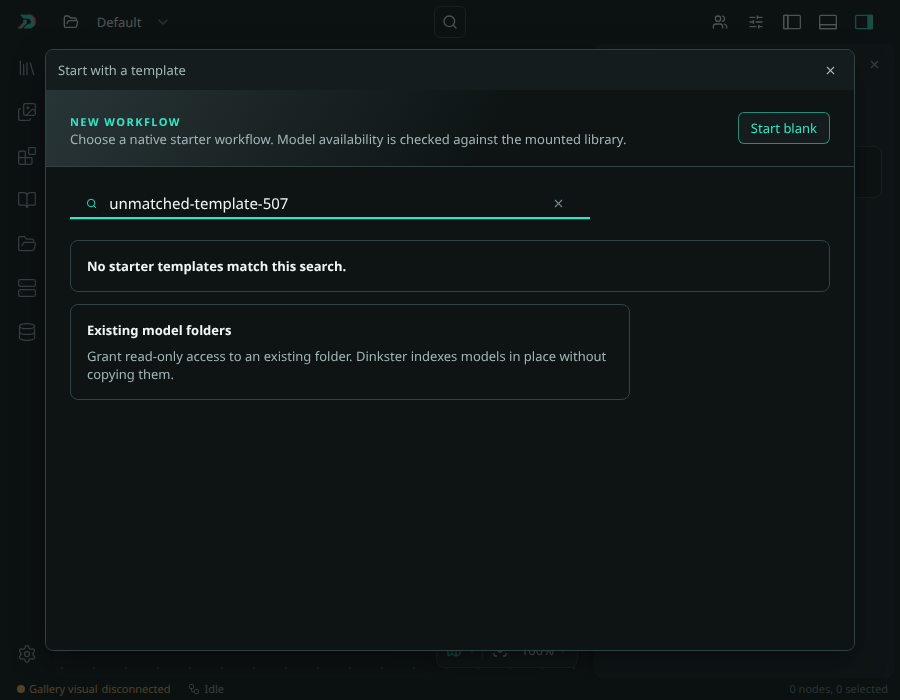 Default
Start with a template
NEW WORKFLOW
Choose a native starter workflow. Model availability is checked against the mounted library.
Start blank
unmatched-template-507
No starter templates match this search.
Existing model folders
Grant read-only access to an existing folder. Dinkster indexes models in place without
copying them.
100%
Gallery visual disconnected
Idle
0 nodes, 0 selected